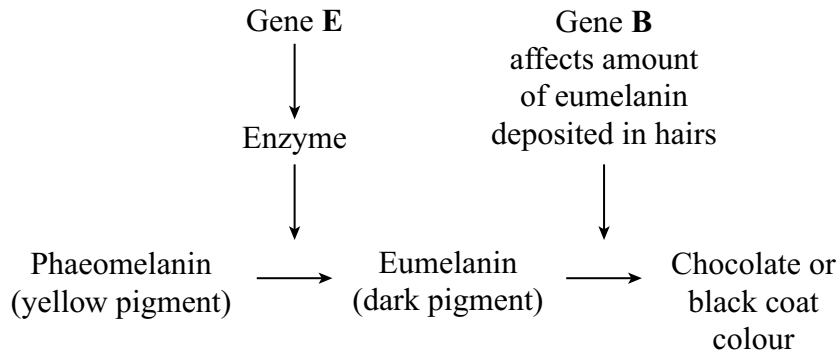 Gene E
Enzyme
Gene B
affects amount
of eumelanin
deposited in hairs
Phaeomelanin
(yellow pigment)
Eumelanin
(dark pigment)
Chocolate or
black coat
colour